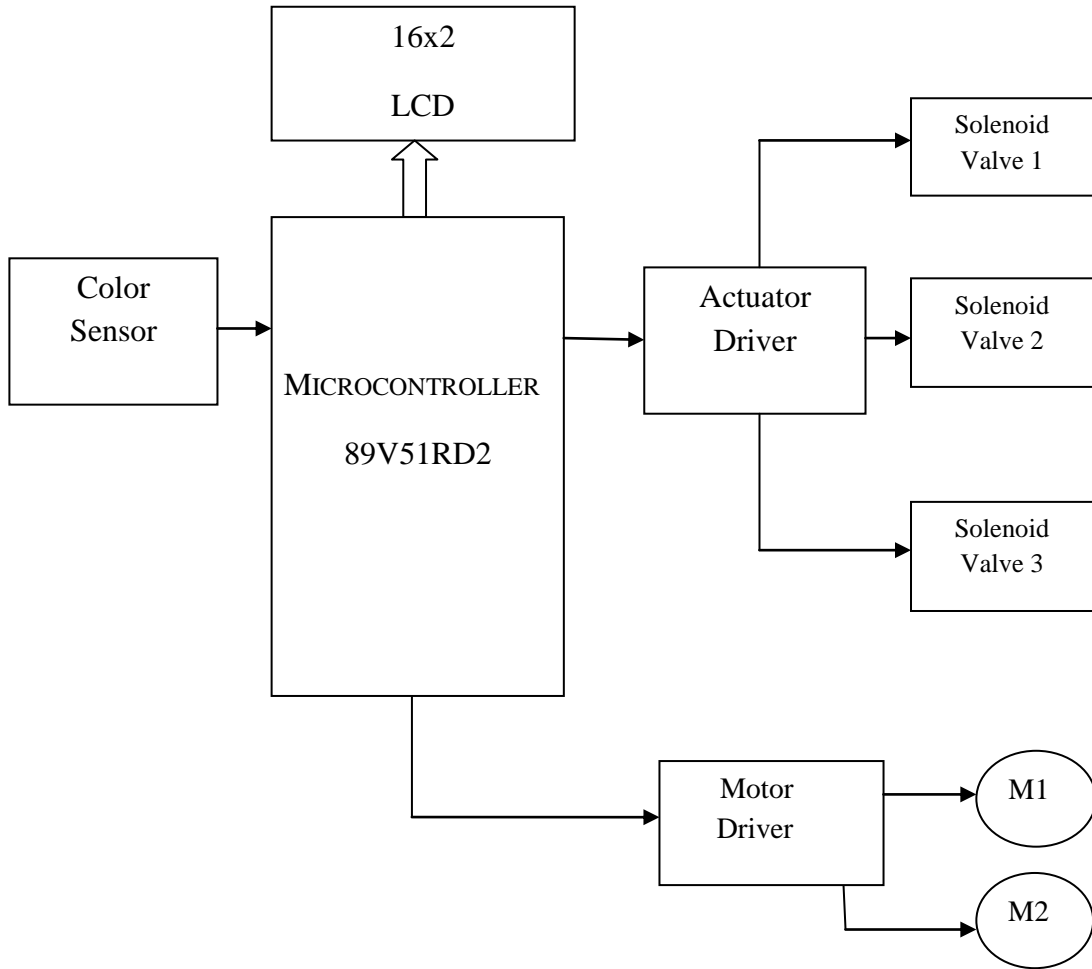 16x2
LCD
Solenoid
Valve 1
Color
Sensor
Actuator
Driver
Solenoid
Valve 2
MICROCONTROLLER
89V51RD2
Solenoid
Valve 3
Motor
Driver
M1
M2